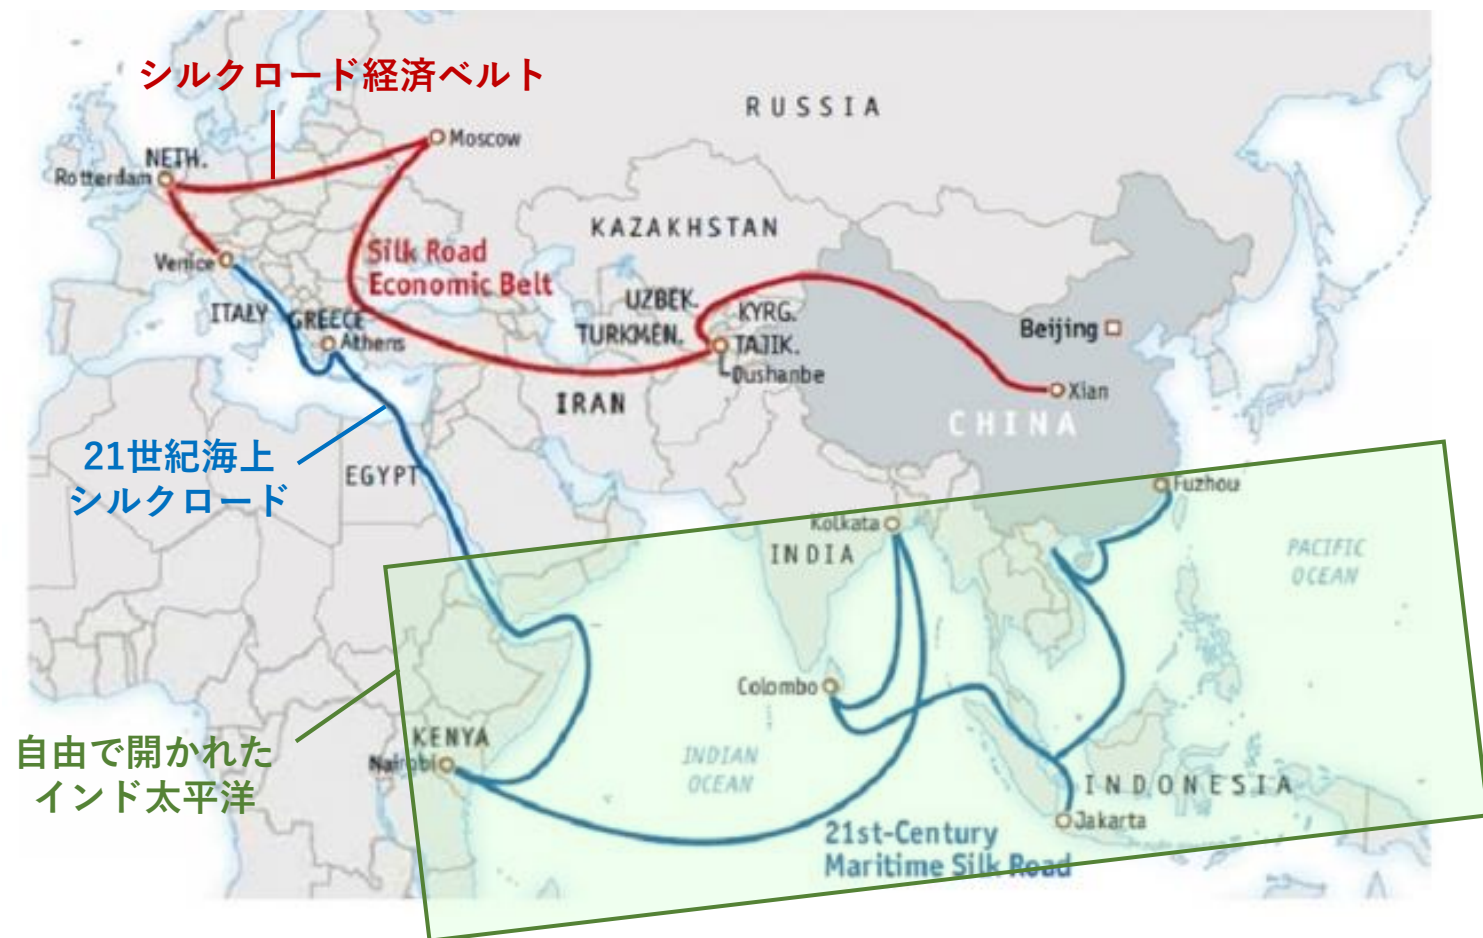 シルクロード経済ベルト
RUSSIA
Moscow
NETH.
Rotterdam
KAZAKHSTAN
Silk Road
Economic Belt
Venice
UZBEK.
KYRG.
ITALY
GREECE
TURKMEN.
TAJIK.
Beijing
Athens
Dushanbe
IRAN
Xian
CHINA
21世紀海上
シルクロード
EGYPT
Fuzhou
Kolkata
INDIA
PACIFIC
OCEAN
Colombo
自由で開かれた
インド太平洋
KENYA
Nairobi
INDIAN
OCEAN
INDONESIA
Jakarta
21st-Century
Maritime Silk Road